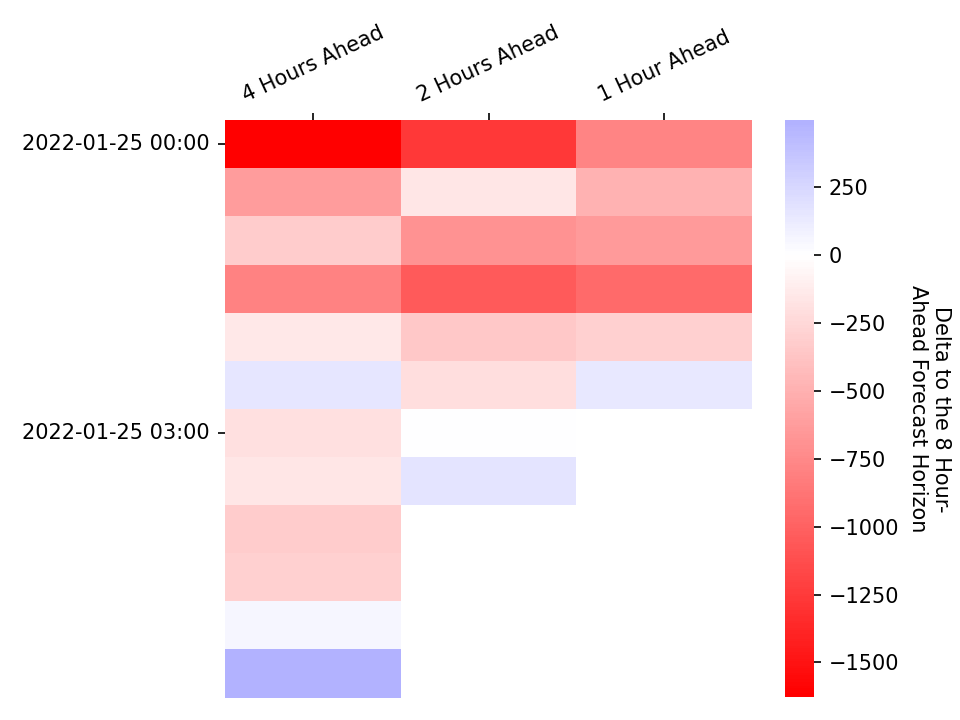 4 Hours Ahead
2 Hours Ahead
1 Hour Ahead
2022-01-25 00:00
2022-01-25 03:00
250
0
−250
−500
−750
−1000
−1250
−1500
Delta to the 8 Hour-
Ahead Forecast Horizon